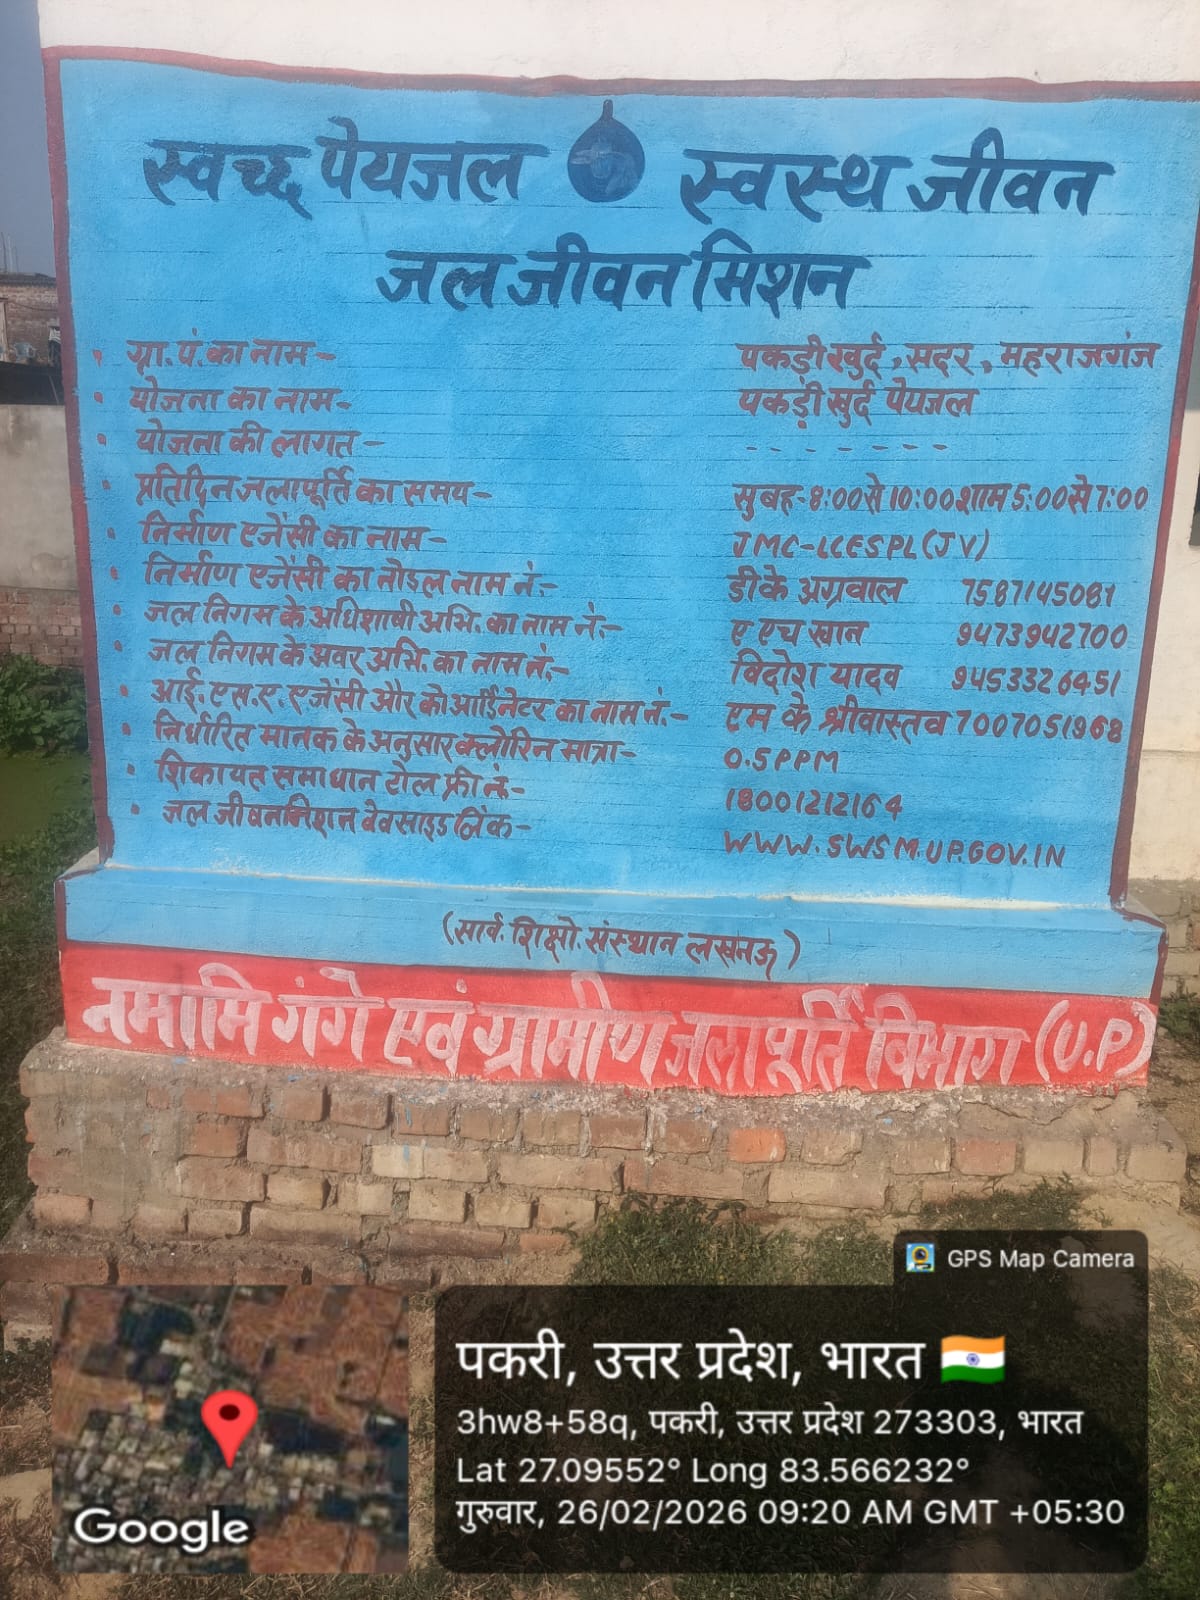 स्वच्छ पेयजल स्वस्थ जीवन
जल जीवन मिशन
ग्रा. पं. का नाम - पकड़ी खुर्द, सदर, महराजगंज
योजना का नाम - पकड़ी खुर्द पेयजल
योजना की लागत - - - - - - -
प्रतिदिन जलापूर्ति का समय - सुबह-8:00 से 10:00 शाम 5:00 से 7:00
निर्माण एजेंसी का नाम - JMC-LCESPL(JV)
निर्माण एजेंसी का नोडल नाम नं:- डीके अग्रवाल 7587145081
जल निगम के अधिशाषी अभि. का नाम नं:- ए एच खान 9473942700
जल निगम के अवर अभि. का नाम नं:- विदोश यादव 9453326451
आई. एस. ए. एजेंसी और कोआर्डिनेटर का नाम नं.- एम के श्रीवास्तव 7007051968
निर्धारित मानक के अनुसार क्लोरिन मात्रा - 0.5PPM
शिकायत समाधान टोल फ्री नं:- 18001212164
जल जीवन मिशन वेवसाइड लिंक - WWW.SWSM.UP.GOV.IN
(सार्व. शिक्षो. संस्थान लखनऊ)
नमामि गंगे एवं ग्रामीण जलापूर्ति विभाग (U.P)
GPS Map Camera
पकरी, उत्तर प्रदेश, भारत
3hw8+58q, पकरी, उत्तर प्रदेश 273303, भारत
Lat 27.09552° Long 83.566232°
गुरुवार, 26/02/2026 09:20 AM GMT +05:30
Google